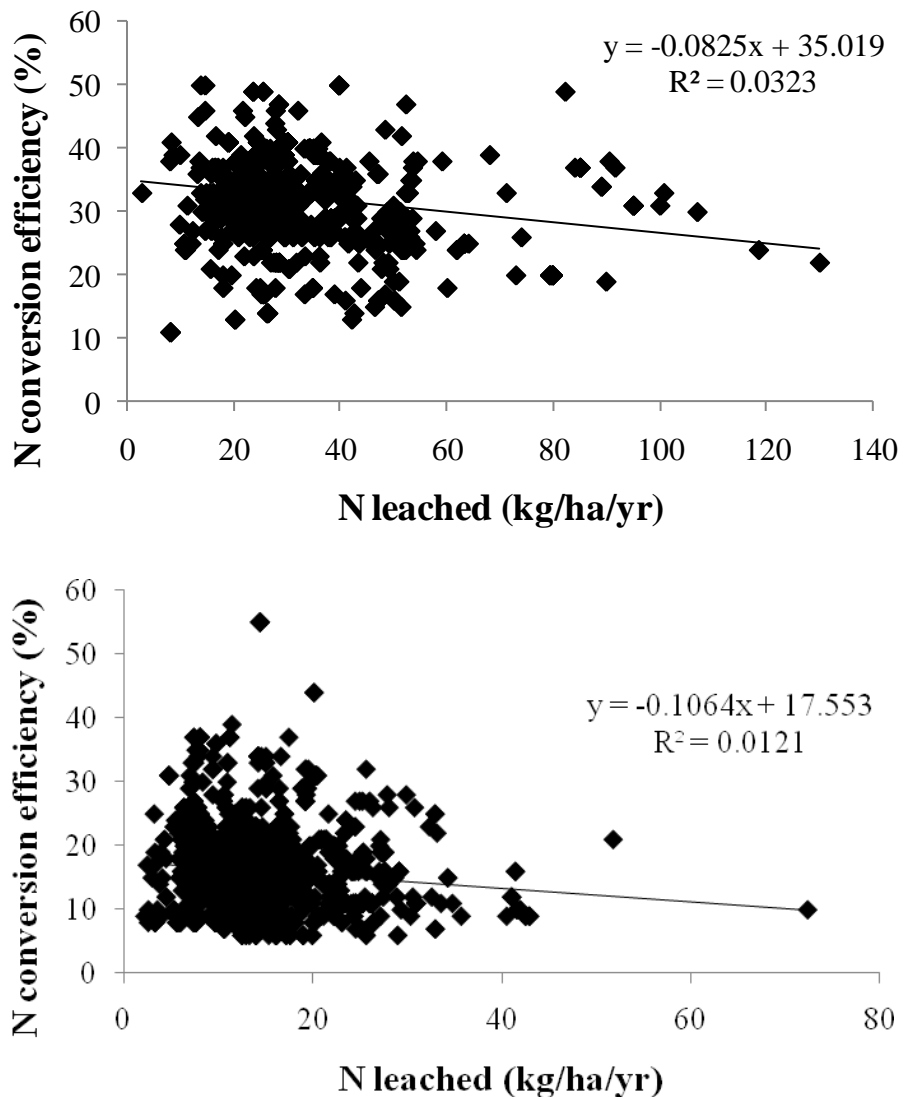 N conversion efficiency (%)
60
50
40
30
20
10
0
y = -0.0825x + 35.019
R² = 0.0323
0 20 40 60 80 100 120 140
N leached (kg/ha/yr)
N conversion efficiency (%)
60
50
40
30
20
10
0
y = -0.1064x + 17.553
R² = 0.0121
0 20 40 60 80
N leached (kg/ha/yr)